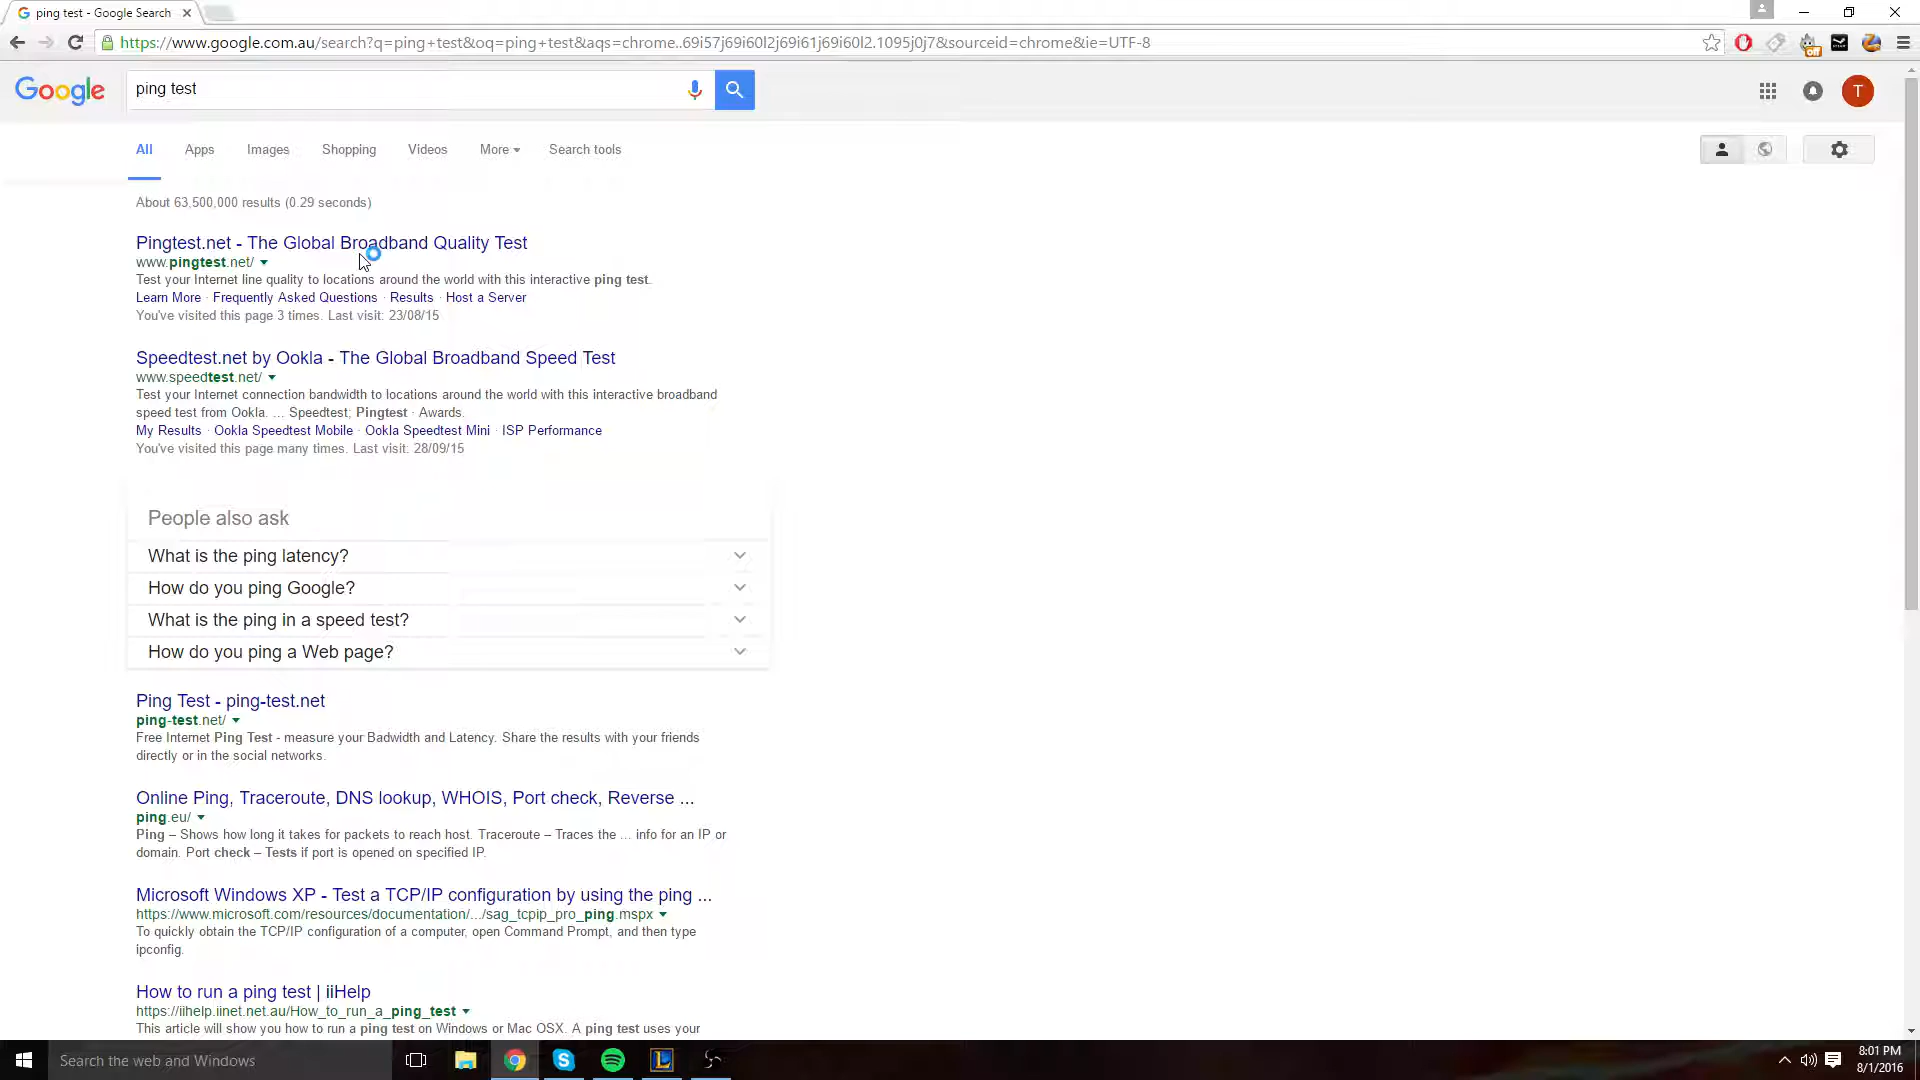 ping test - Google Search
https://www.google.com.au/search?q=ping+test&oq=ping+test&aqs=chrome..69i57j69i60l2j69i61j69i60l2.1095j0j7&sourceid=chrome&ie=UTF-8
Google
ping test
T
All Apps Images Shopping Videos More Search tools
About 63,500,000 results (0.29 seconds)
Pingtest.net - The Global Broadband Quality Test
www.pingtest.net/
Test your Internet line quality to locations around the world with this interactive ping test.
Learn More · Frequently Asked Questions · Results · Host a Server
You've visited this page 3 times. Last visit: 23/08/15
Speedtest.net by Ookla - The Global Broadband Speed Test
www.speedtest.net/
Test your Internet connection bandwidth to locations around the world with this interactive broadband
speed test from Ookla. ... Speedtest; Pingtest · Awards.
My Results · Ookla Speedtest Mobile · Ookla Speedtest Mini · ISP Performance
You've visited this page many times. Last visit: 28/09/15
People also ask
What is the ping latency?
How do you ping Google?
What is the ping in a speed test?
How do you ping a Web page?
Ping Test - ping-test.net
ping-test.net/
Free Internet Ping Test - measure your Badwidth and Latency. Share the results with your friends
directly or in the social networks.
Online Ping, Traceroute, DNS lookup, WHOIS, Port check, Reverse ...
ping.eu/
Ping – Shows how long it takes for packets to reach host. Traceroute – Traces the ... info for an IP or
domain. Port check – Tests if port is opened on specified IP.
Microsoft Windows XP - Test a TCP/IP configuration by using the ping ...
https://www.microsoft.com/resources/documentation/.../sag_tcpip_pro_ping.mspx
To quickly obtain the TCP/IP configuration of a computer, open Command Prompt, and then type
ipconfig.
How to run a ping test | iiHelp
https://iihelp.iinet.net.au/How_to_run_a_ping_test
This article will show you how to run a ping test on Windows or Mac OSX. A ping test uses your
Search the web and Windows
8:01 PM
8/1/2016